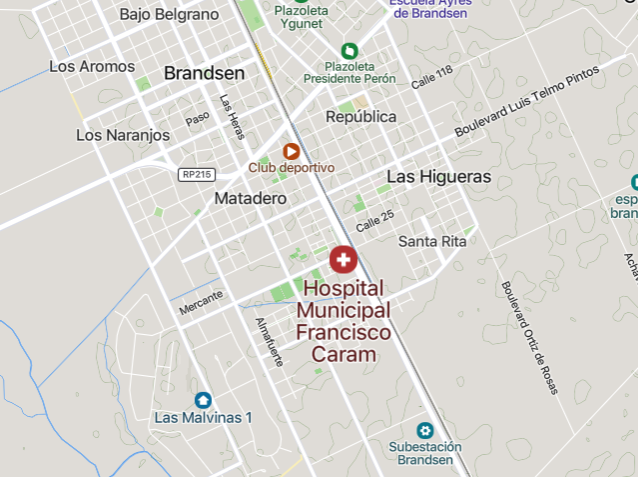 Bajo Belgrano
Plazoleta
Ygunet
Escuela Ayres
de Brandsen
Los Aromos
Brandsen
Plazoleta
Presidente Perón
Calle 118
Boulevard Luis Telmo Pintos
Paso
Las Heras
República
Los Naranjos
Club deportivo
RP215
Las Higueras
Matadero
Calle 25
Santa Rita
Hospital
Municipal
Francisco
Caram
Mercante
Almafuerte
Boulevard Ortiz de Rosas
Las Malvinas 1
Subestación
Brandsen